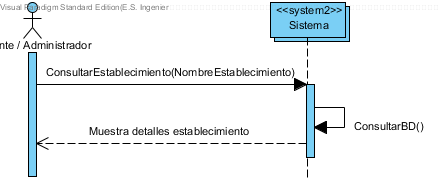 Visual Paradigm Standard Edition(E.S. Ingenier
nte / Administrador
<<system2>>
Sistema
ConsultarEstablecimiento(NombreEstablecimiento)
ConsultarBD()
Muestra detalles establecimiento